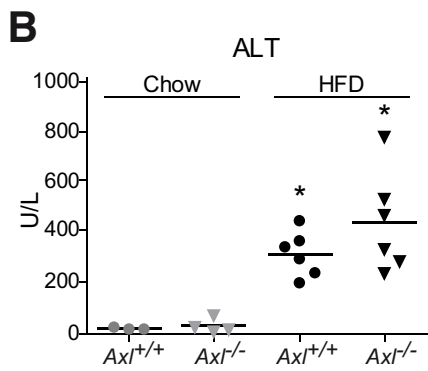 B
ALT
Chow HFD
1000
800
600
400
200
0
U/L
*
*
Axl+/+ Axl-/- Axl+/+ Axl-/-